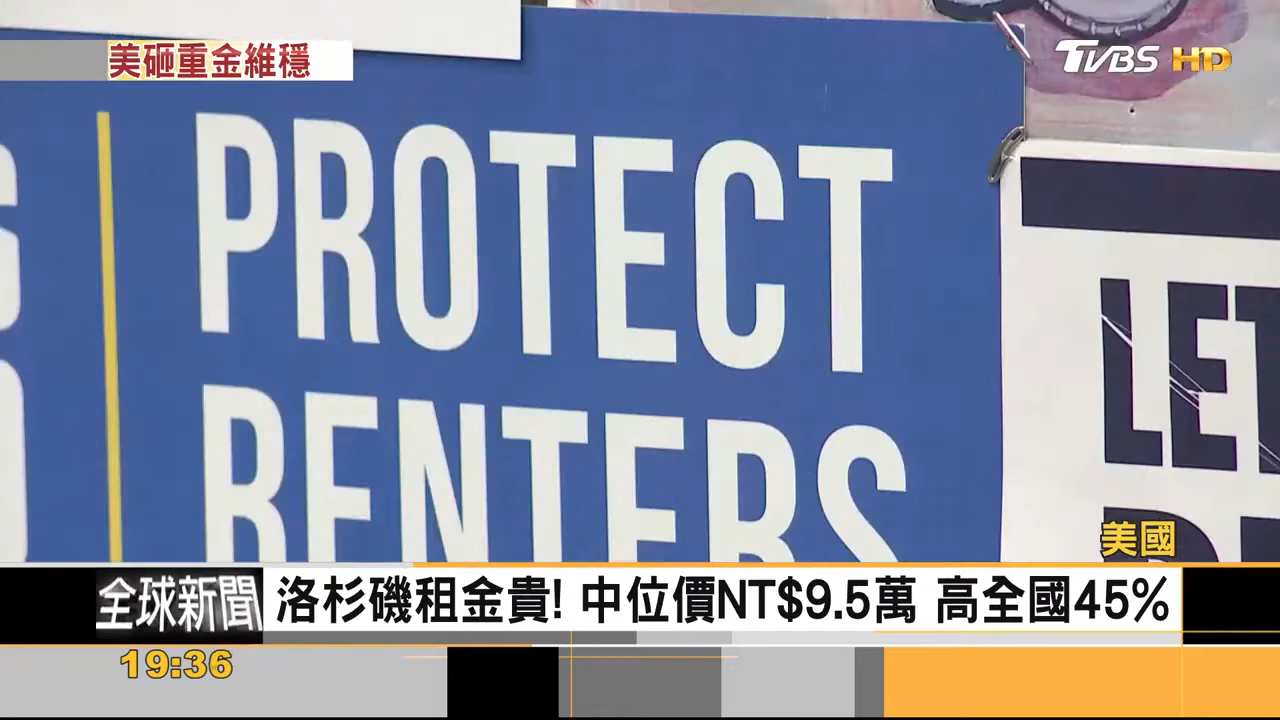 美砸重金維穩
TVBS HD
PROTECT
RENTERS
LET
美國
全球新聞
洛杉磯租金貴! 中位價NT$9.5萬 高全國45%
19:36